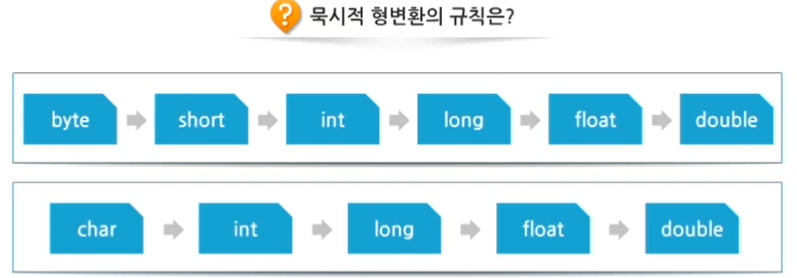 ? 묵시적 형변환의 규칙은?
byte short int long float double
char int long float double